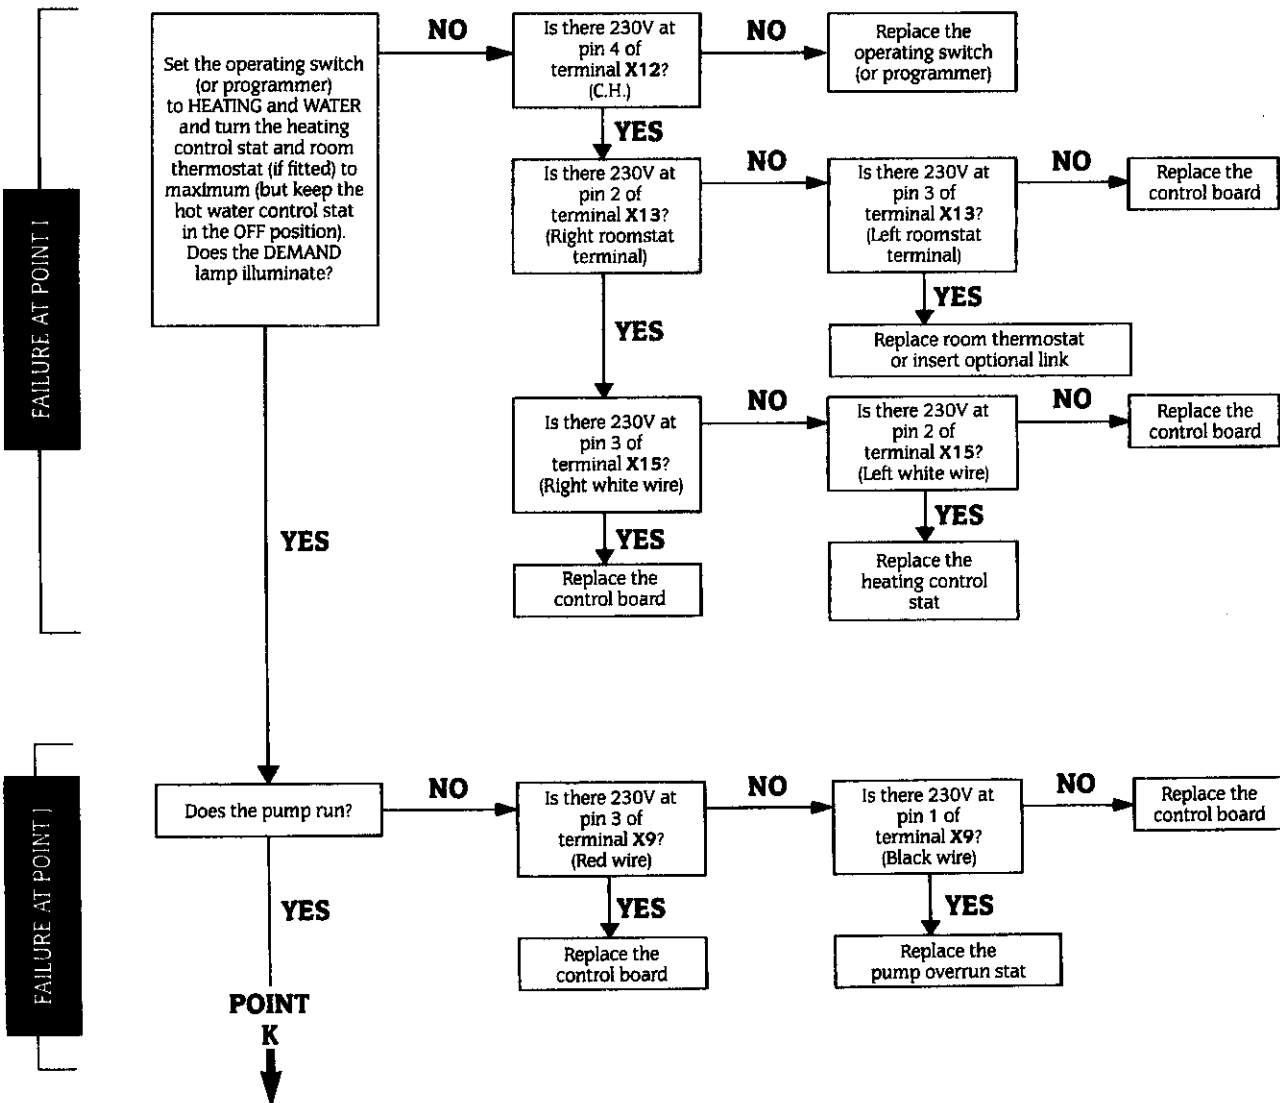 FAILURE AT POINT I
Set the operating switch
(or programmer)
to HEATING and WATER
and turn the heating
control stat and room
thermostat (if fitted) to
maximum (but keep the
hot water control stat
in the OFF position).
Does the DEMAND
lamp illuminate?
NO
Is there 230V at
pin 4 of
terminal X12?
(C.H.)
NO
Replace the
operating switch
(or programmer)
YES
Is there 230V at
pin 2 of
terminal X13?
(Right roomstat
terminal)
NO
Is there 230V at
pin 3 of
terminal X13?
(Left roomstat
terminal)
NO
Replace the
control board
YES
Replace room thermostat
or insert optional link
YES
Is there 230V at
pin 3 of
terminal X15?
(Right white wire)
NO
Is there 230V at
pin 2 of
terminal X15?
(Left white wire)
NO
Replace the
control board
YES
Replace the
control board
YES
Replace the
heating control
stat
YES
FAILURE AT POINT J
Does the pump run?
NO
Is there 230V at
pin 3 of
terminal X9?
(Red wire)
NO
Is there 230V at
pin 1 of
terminal X9?
(Black wire)
NO
Replace the
control board
YES
Replace the
control board
YES
Replace the
pump overrun stat
YES
POINT
K